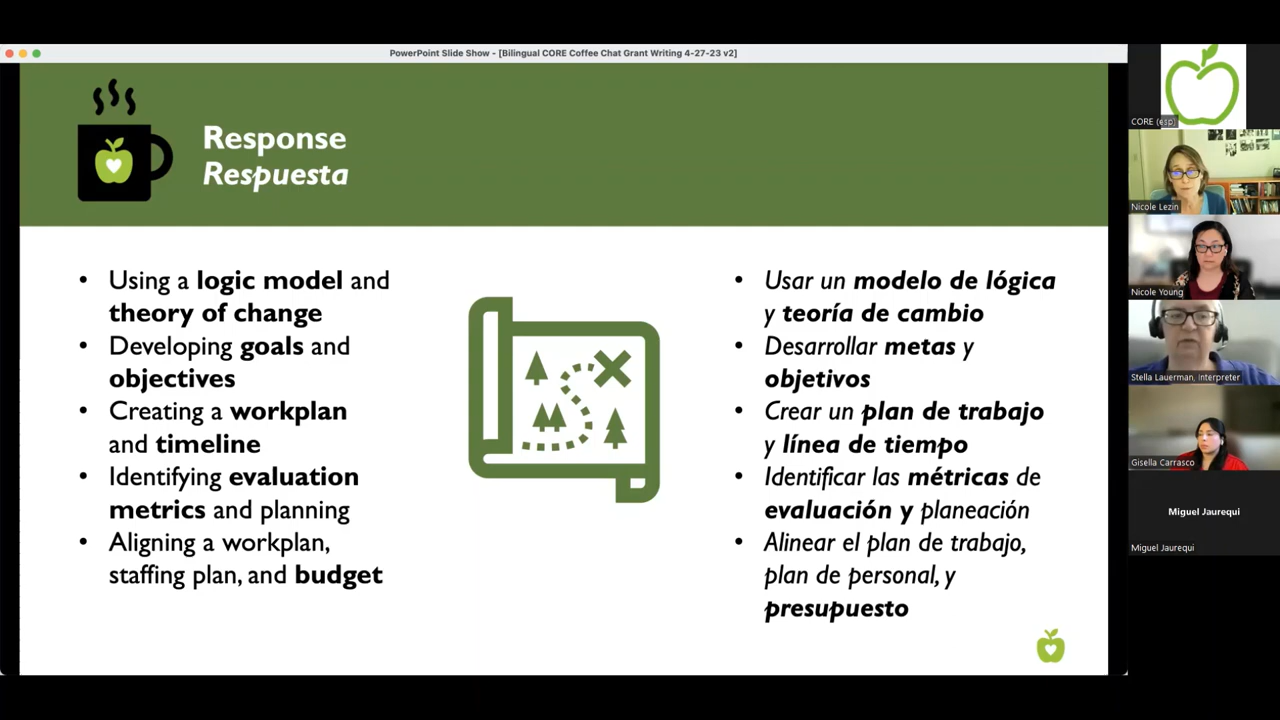 PowerPoint Slide Show - [Bilingual CORE Coffee Chat Grant Writing 4-27-23 v2]
Response
Respuesta
• Using a logic model and
theory of change
• Developing goals and
objectives
• Creating a workplan
and timeline
• Identifying evaluation
metrics and planning
• Aligning a workplan,
staffing plan, and budget
• Usar un modelo de lógica
y teoría de cambio
• Desarrollar metas y
objetivos
• Crear un plan de trabajo
y línea de tiempo
• Identificar las métricas de
evaluación y planeación
• Alinear el plan de trabajo,
plan de personal, y
presupuesto
CORE (esp)
Nicole Lezin
Nicole Young
Stella Lauerman, Interpreter
Gisella Carrasco
Miguel Jaurequi
Miguel Jaurequi